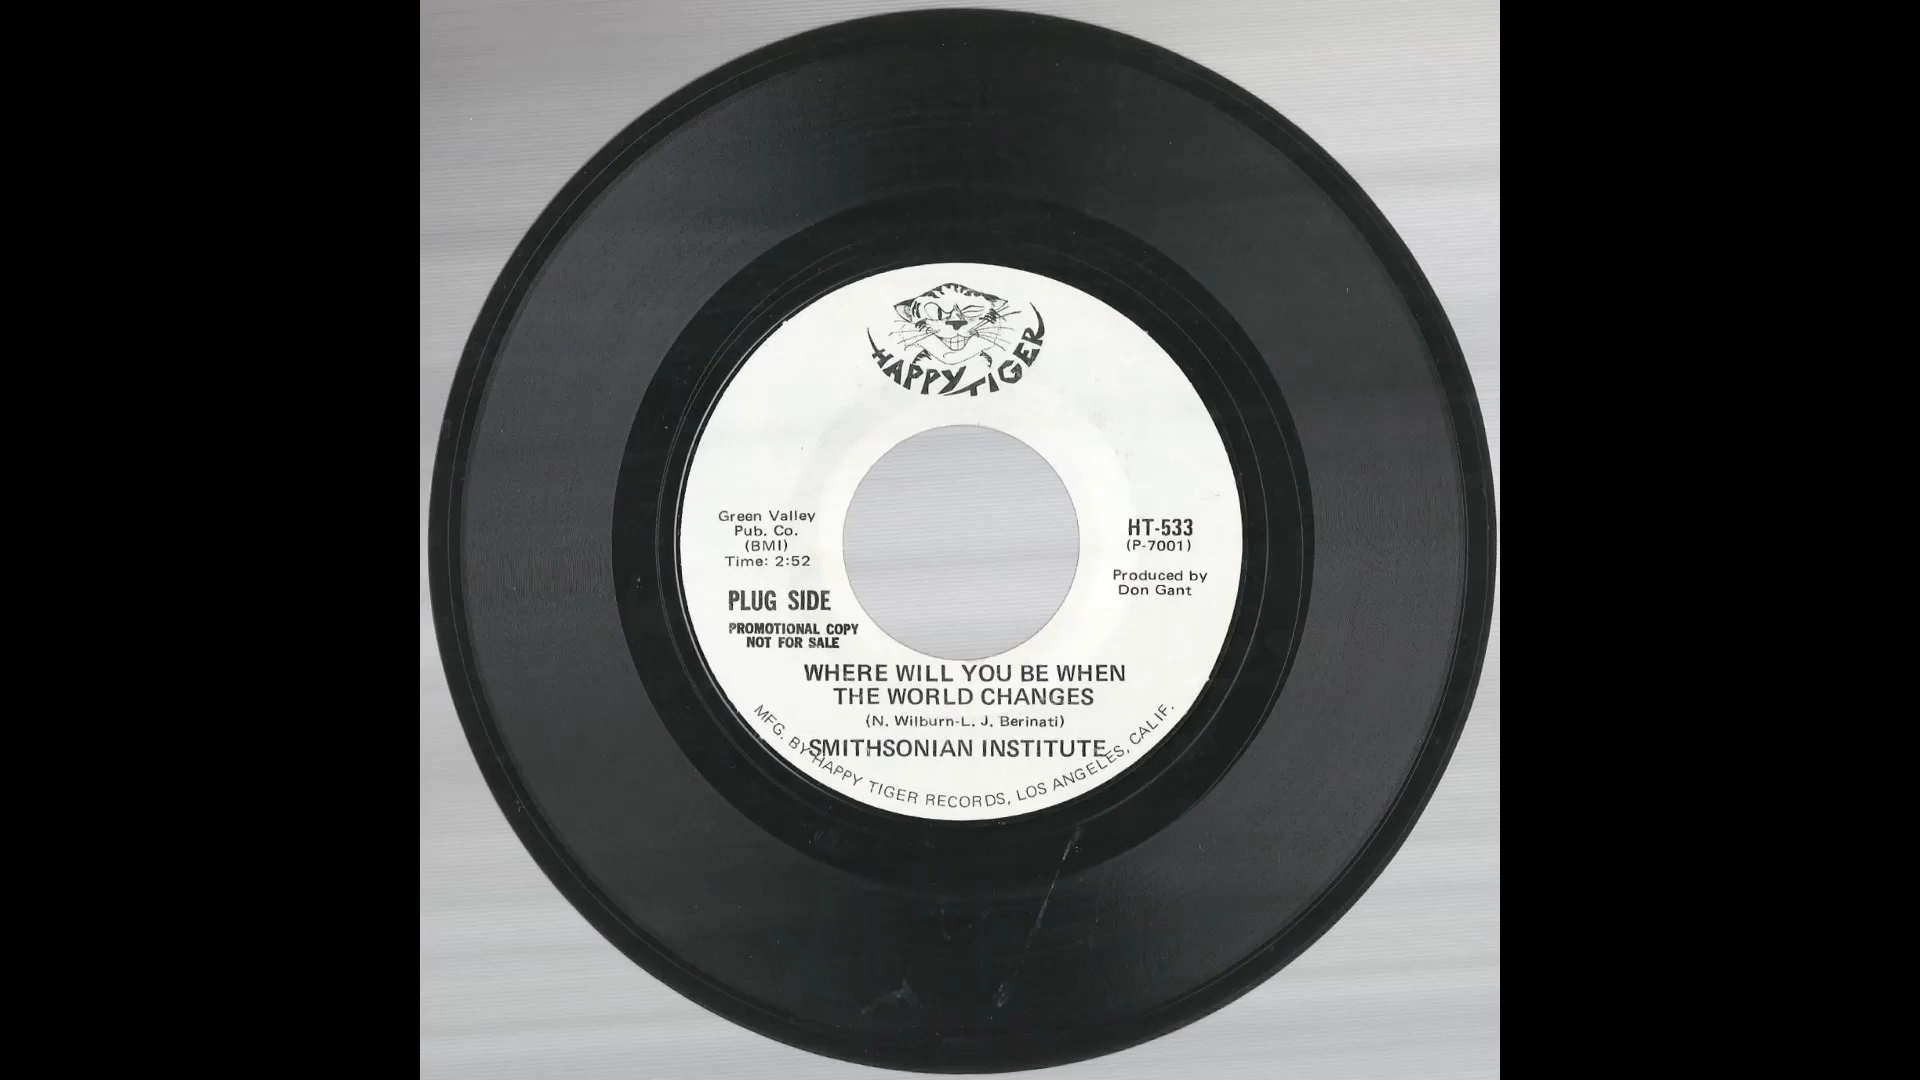 HAPPY TIGER
Green Valley
Pub. Co.
(BMI)
Time: 2:52
PLUG SIDE
PROMOTIONAL COPY
NOT FOR SALE
HT-533
(P-7001)
Produced by
Don Gant
WHERE WILL YOU BE WHEN
THE WORLD CHANGES
(N. Wilburn-L. J. Berinati)
SMITHSONIAN INSTITUTE
MFG. BY HAPPY TIGER RECORDS, LOS ANGELES, CALIF.